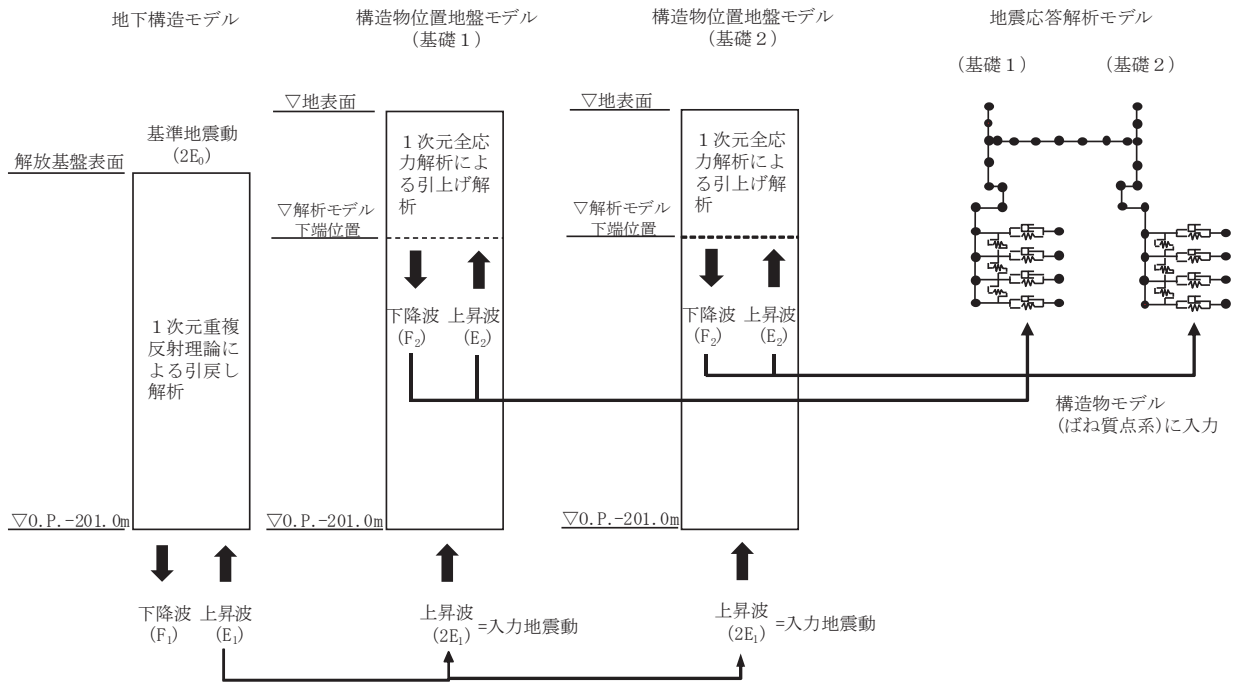 地下構造モデル
構造物位置地盤モデル
(基礎1)
構造物位置地盤モデル
(基礎2)
地震応答解析モデル
(基礎1)
(基礎2)
基準地震動
(2E₀)
解放基盤表面
1次元重複
反射理論に
よる引戻し
解析
▽O.P.-201.0m
下降波
(F₁)
上昇波
(E₁)
▽地表面
1次元全応
力解析によ
る引上げ解
析
▽解析モデル
下端位置
下降波
(F₂)
上昇波
(E₂)
▽O.P.-201.0m
上昇波
(2E₁)
=入力地震動
▽地表面
1次元全応
力解析によ
る引上げ解
析
▽解析モデル
下端位置
下降波
(F₂)
上昇波
(E₂)
▽O.P.-201.0m
上昇波
(2E₁)
=入力地震動
構造物モデル
(ばね質点系)に入力